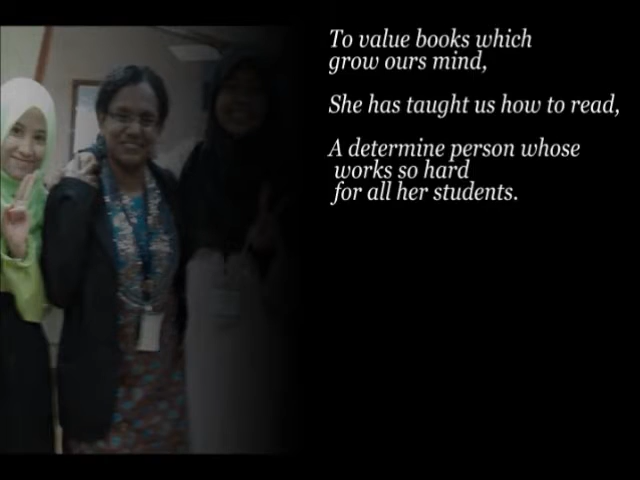 To value books which
grow ours mind,
She has taught us how to read,
A determine person whose
works so hard
for all her students.